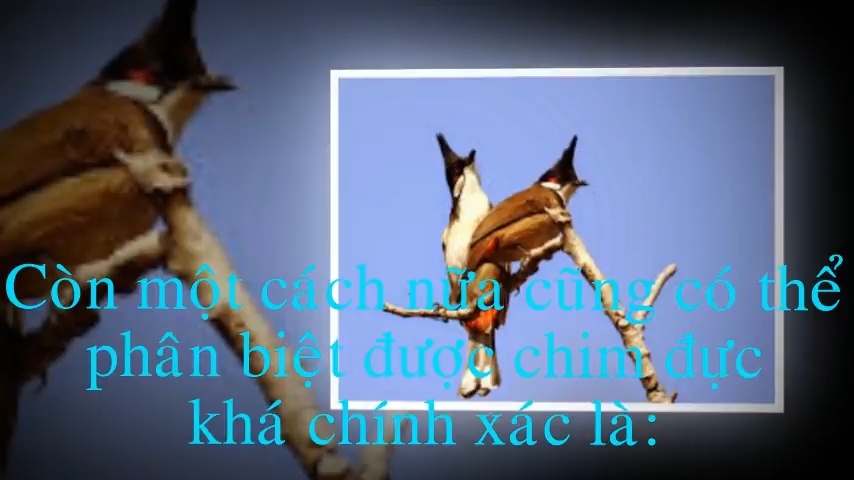 Còn một cách nữa cũng có thể
phân biệt được chim đực
khá chính xác là: